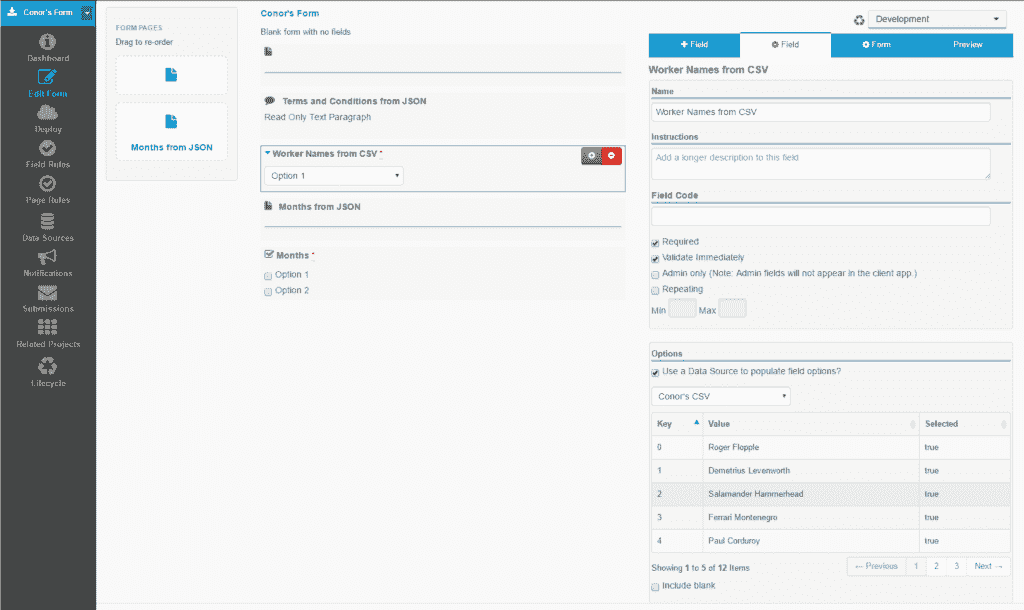 Conor's Form
Dashboard
Edit Form
Deploy
Field Rules
Page Rules
Data Sources
Notifications
Submissions
Related Projects
Lifecycle
FORM PAGES
Drag to re-order
Months from JSON
Conor's Form
Blank form with no fields
Terms and Conditions from JSON
Read Only Text Paragraph
Worker Names from CSV *
Option 1
Months from JSON
Months *
Option 1
Option 2
Development
Field
Field
Form
Preview
Worker Names from CSV
Name
Worker Names from CSV
Instructions
Add a longer description to this field
Field Code
Required
Validate Immediately
Admin only (Note: Admin fields will not appear in the client app.)
Repeating
Min Max
Options
Use a Data Source to populate field options?
Conor's CSV
Key Value Selected
0 Roger Flopple true
1 Demetrius Levenworth true
2 Salamander Hammerhead true
3 Ferrari Montenegro true
4 Paul Corduroy true
Showing 1 to 5 of 12 Items
← Previous 1 2 3 Next →
Include blank